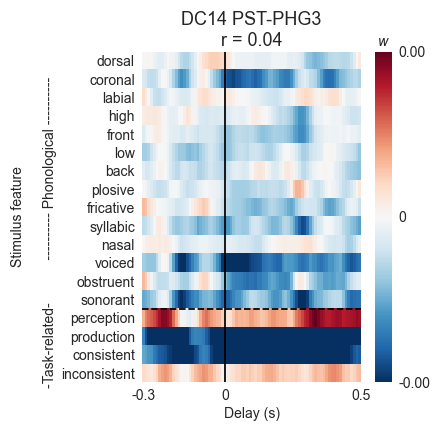 DC14 PST-PHG3
r = 0.04
w
Stimulus feature
---------- Phonological ----------
-Task-related-
dorsal
coronal
labial
high
front
low
back
plosive
fricative
syllabic
nasal
voiced
obstruent
sonorant
perception
production
consistent
inconsistent
0.00
0
-0.00
-0.3
0
0.5
Delay (s)